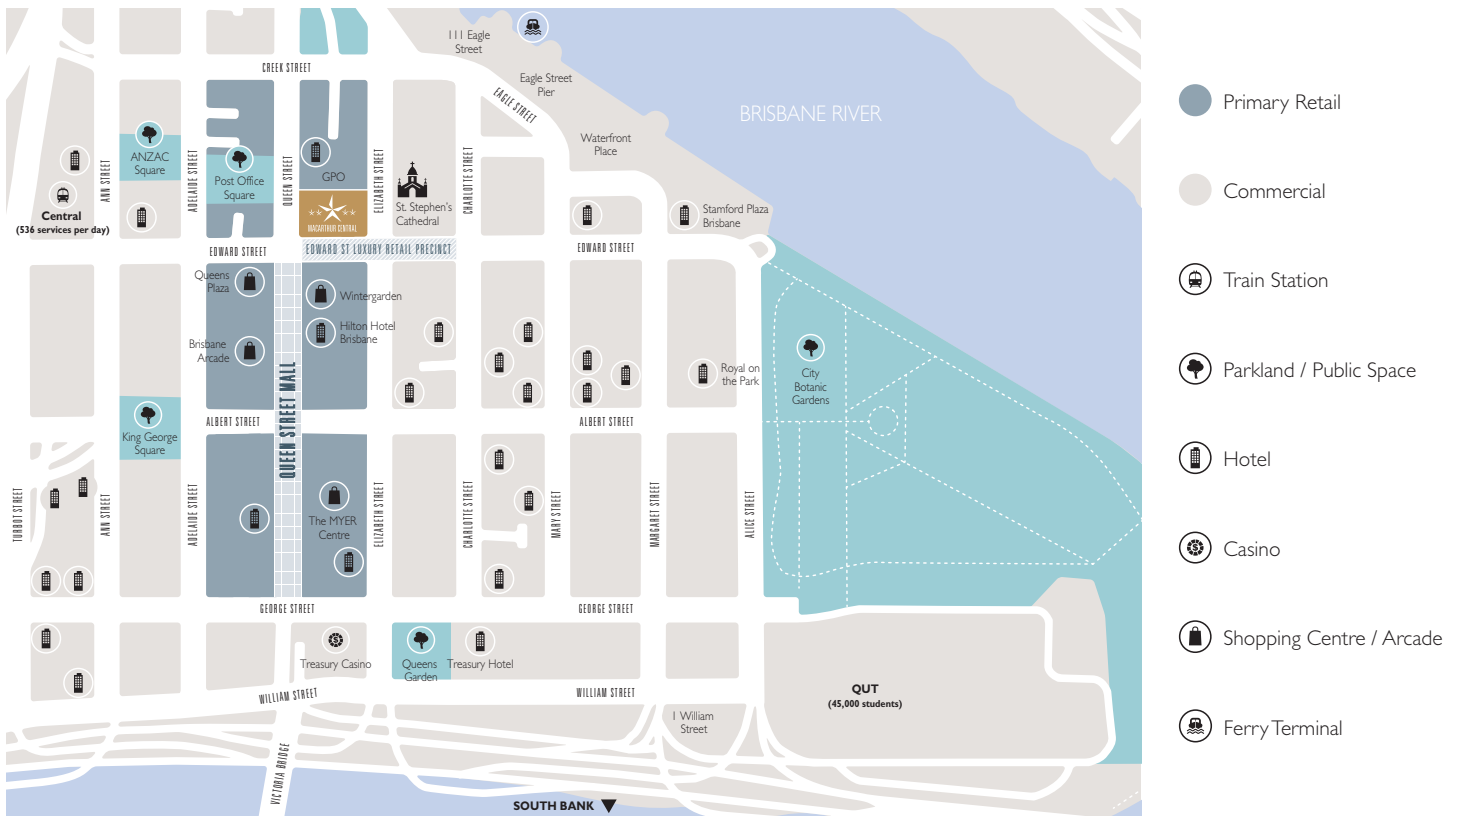 111 Eagle
Street
CREEK STREET
Eagle Street
Pier
EAGLE STREET
BRISBANE RIVER
Waterfront
Place
ANZAC
Square
Post Office
Square
GPO
ANN STREET
ADELAIDE STREET
QUEEN STREET
ELIZABETH STREET
CHARLOTTE STREET
St. Stephen's
Cathedral
MACARTHUR CENTRAL
Central
(536 services per day)
Stamford Plaza
Brisbane
EDWARD STREET
EDWARD ST LUXURY RETAIL PRECINCT
EDWARD STREET
Queens
Plaza
Wintergarden
Hilton Hotel
Brisbane
Brisbane
Arcade
Royal on
the Park
City
Botanic
Gardens
QUEEN STREET MALL
ALBERT STREET
ALBERT STREET
King George
Square
TURBOT STREET
ANN STREET
ADELAIDE STREET
The MYER
Centre
ELIZABETH STREET
CHARLOTTE STREET
MARY STREET
MARGARET STREET
ALICE STREET
GEORGE STREET
GEORGE STREET
Treasury Casino
Queens
Garden
Treasury Hotel
WILLIAM STREET
WILLIAM STREET
QUT
(45,000 students)
1 William
Street
VICTORIA BRIDGE
SOUTH BANK
Primary Retail
Commercial
Train Station
Parkland / Public Space
Hotel
Casino
Shopping Centre / Arcade
Ferry Terminal